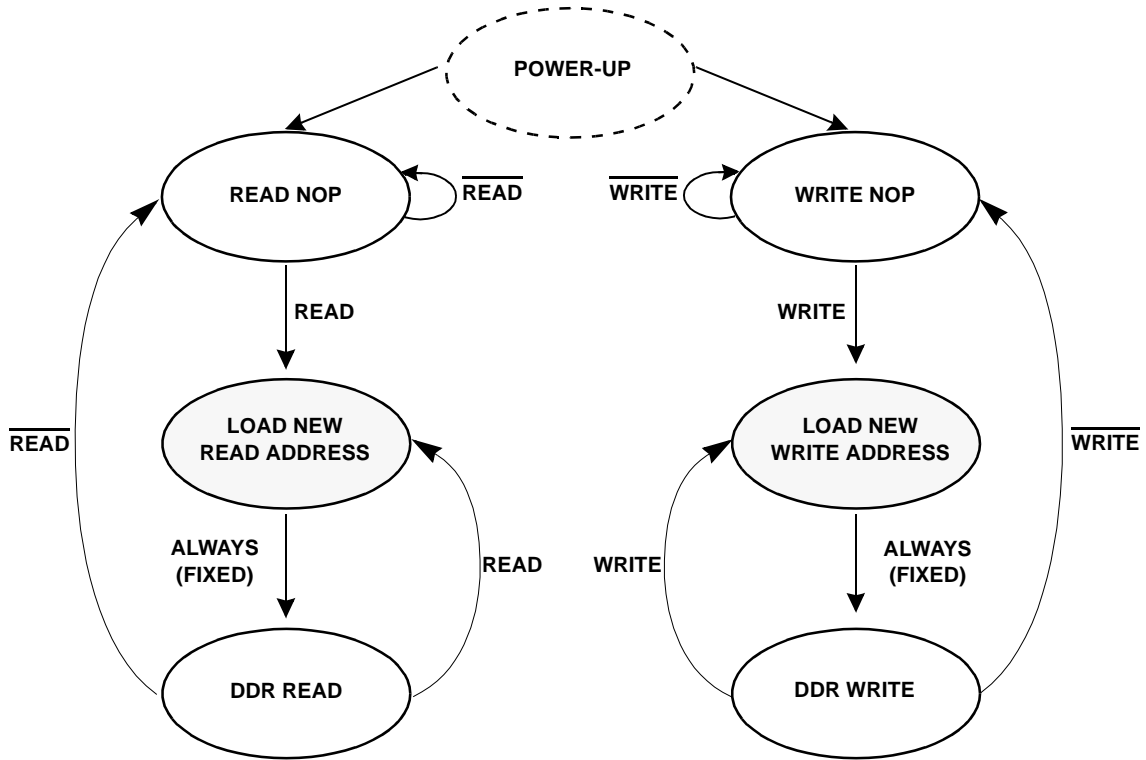 POWER-UP
READ NOP
READ
WRITE
WRITE NOP
READ
WRITE
LOAD NEW
READ ADDRESS
LOAD NEW
WRITE ADDRESS
READ
WRITE
ALWAYS
(FIXED)
READ
WRITE
ALWAYS
(FIXED)
DDR READ
DDR WRITE